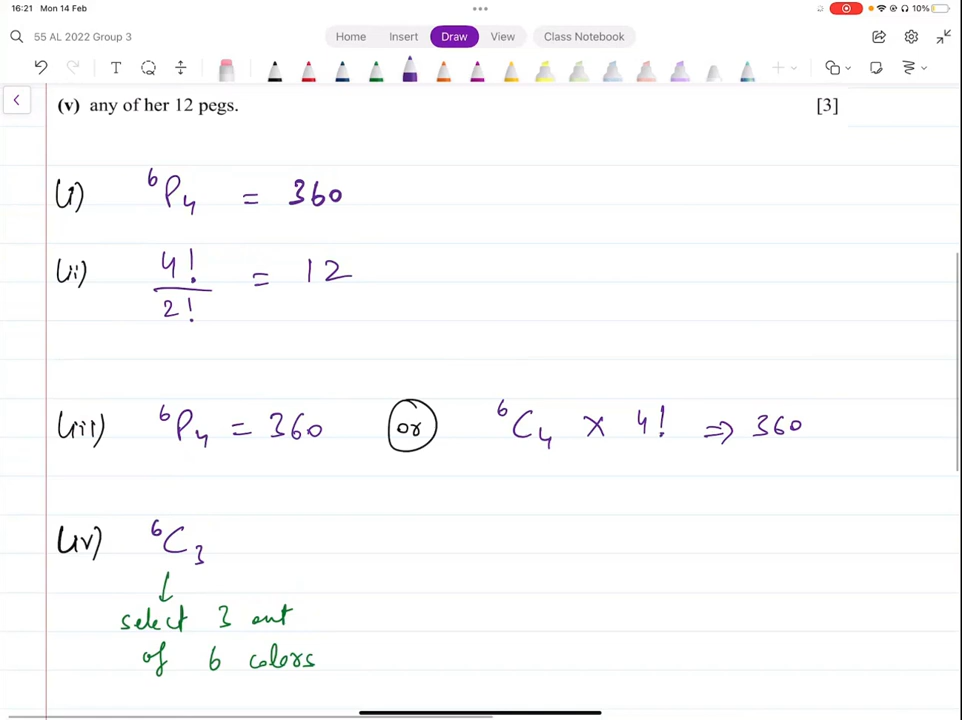 16:21 Mon 14 Feb
10%
55 AL 2022 Group 3
Home Insert Draw View Class Notebook
T
(v) any of her 12 pegs. [3]
(i) ⁶P₄ = 360
(ii) 4!/2! = 12
(iii) ⁶P₄ = 360 or ⁶C₄ × 4! ⇒ 360
(iv) ⁶C₃
↓
select 3 out
of 6 colors